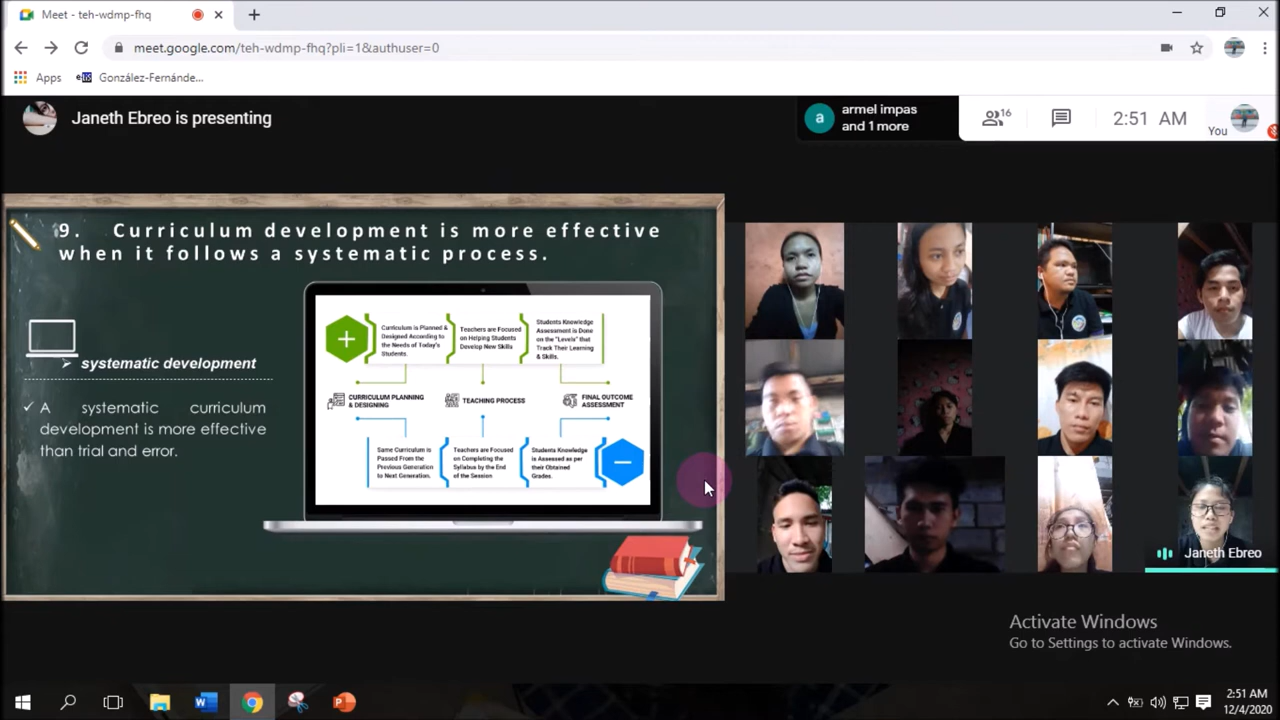 Meet - teh-wdmp-fhq
meet.google.com/teh-wdmp-fhq?pli=1&authuser=0
Apps
González-Fernánde...
Janeth Ebreo is presenting
a
armel impas
and 1 more
16
2:51 AM
You
9. Curriculum development is more effective
when it follows a systematic process.
➢ systematic development
✓ A systematic curriculum
development is more effective
than trial and error.
Curriculum is Planned &
Designed According to
the Needs of Today's
Students.
Teachers are Focused
on Helping Students
Develop New Skills
Students Knowledge
Assessment is Done
on the "Levels" that
Track Their Learning
& Skills.
CURRICULUM PLANNING
& DESIGNING
TEACHING PROCESS
FINAL OUTCOME
ASSESSMENT
Same Curriculum is
Passed From the
Previous Generation
to Next Generation.
Teachers are Focused
on Completing the
Syllabus by the End
of the Session
Students Knowledge
is Assessed as per
their Obtained
Grades.
Janeth Ebreo
Activate Windows
Go to Settings to activate Windows.
2:51 AM
12/4/2020